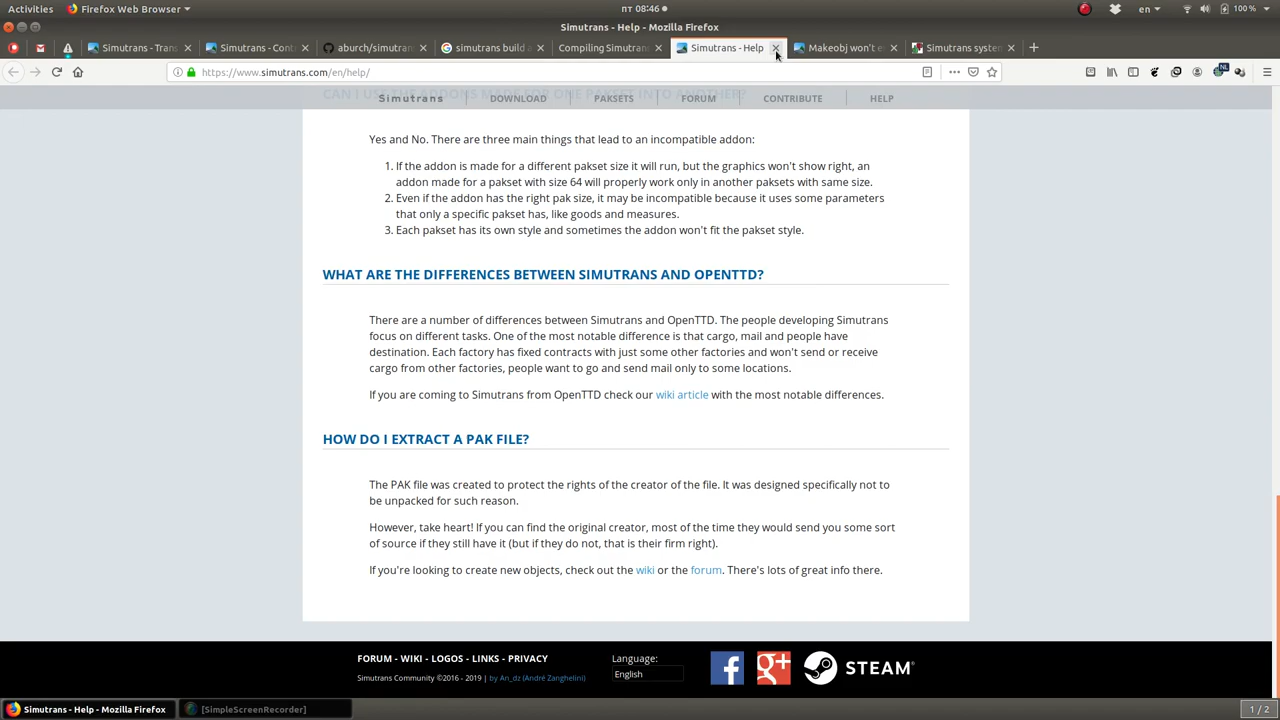 Activities
Firefox Web Browser
пт 08:46
en
100 %
Simutrans - Help - Mozilla Firefox
Simutrans - Tran
Simutrans - Cont
aburch/simutran
simutrans build a
Compiling Simutran
Simutrans - Help
Makeobj won't e
Simutrans syste
https://www.simutrans.com/en/help/
NL
CAN I USE THE ADDONS MADE FOR ONE PAKSET INTO ANOTHER?
Simutrans
DOWNLOAD
PAKSETS
FORUM
CONTRIBUTE
HELP
Yes and No. There are three main things that lead to an incompatible addon:
1. If the addon is made for a different pakset size it will run, but the graphics won't show right, an
addon made for a pakset with size 64 will properly work only in another paksets with same size.
2. Even if the addon has the right pak size, it may be incompatible because it uses some parameters
that only a specific pakset has, like goods and measures.
3. Each pakset has its own style and sometimes the addon won't fit the pakset style.
WHAT ARE THE DIFFERENCES BETWEEN SIMUTRANS AND OPENTTD?
There are a number of differences between Simutrans and OpenTTD. The people developing Simutrans
focus on different tasks. One of the most notable difference is that cargo, mail and people have
destination. Each factory has fixed contracts with just some other factories and won't send or receive
cargo from other factories, people want to go and send mail only to some locations.
If you are coming to Simutrans from OpenTTD check our wiki article with the most notable differences.
HOW DO I EXTRACT A PAK FILE?
The PAK file was created to protect the rights of the creator of the file. It was designed specifically not to
be unpacked for such reason.
However, take heart! If you can find the original creator, most of the time they would send you some sort
of source if they still have it (but if they do not, that is their firm right).
If you're looking to create new objects, check out the wiki or the forum. There's lots of great info there.
FORUM - WIKI - LOGOS - LINKS - PRIVACY
Simutrans Community ©2016 - 2019 | by An_dz (André Zanghelini)
Language:
English
STEAM
Simutrans - Help - Mozilla Firefox
[SimpleScreenRecorder]
1 / 2